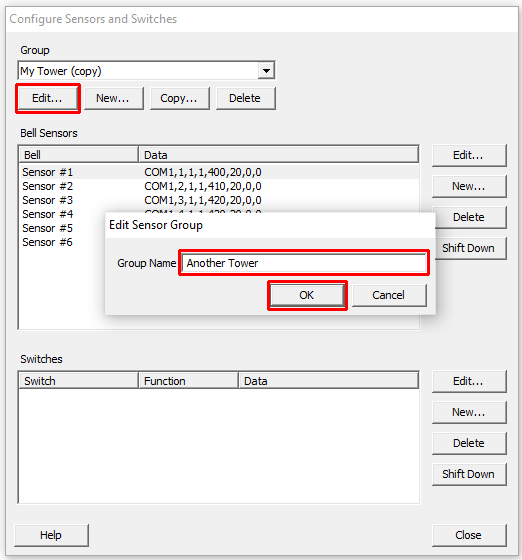 Configure Sensors and Switches
Group
My Tower (copy)
Edit... New... Copy... Delete
Bell Sensors
Bell Data
Sensor #1 COM1,1,1,1,400,20,0,0
Sensor #2 COM1,2,1,1,410,20,0,0
Sensor #3 COM1,3,1,1,420,20,0,0
Sensor #4
Sensor #5
Sensor #6
Edit...
New...
Delete
Shift Down
Edit Sensor Group
Group Name Another Tower
OK Cancel
Switches
Switch Function Data
Edit...
New...
Delete
Shift Down
Help Close